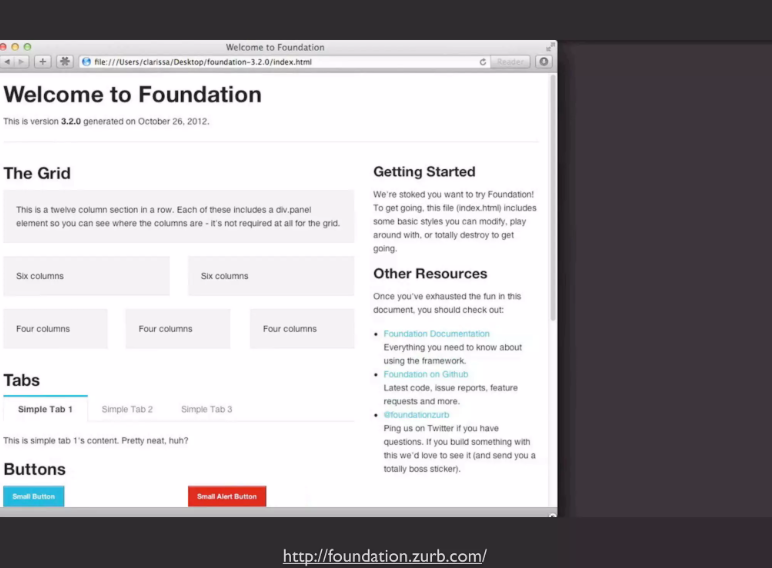 Welcome to Foundation
file:///Users/clarissa/Desktop/foundation-3.2.0/index.html
Reader
Welcome to Foundation
This is version 3.2.0 generated on October 26, 2012.
The Grid
This is a twelve column section in a row. Each of these includes a div.panel
element so you can see where the columns are - it's not required at all for the grid.
Six columns
Six columns
Four columns
Four columns
Four columns
Tabs
Simple Tab 1
Simple Tab 2
Simple Tab 3
This is simple tab 1's content. Pretty neat, huh?
Buttons
Small Button
Small Alert Button
Getting Started
We're stoked you want to try Foundation!
To get going, this file (index.html) includes
some basic styles you can modify, play
around with, or totally destroy to get
going.
Other Resources
Once you've exhausted the fun in this
document, you should check out:
Foundation Documentation
Everything you need to know about
using the framework.
Foundation on Github
Latest code, issue reports, feature
requests and more.
@foundationzurb
Ping us on Twitter if you have
questions. If you build something with
this we'd love to see it (and send you a
totally boss sticker).
http://foundation.zurb.com/